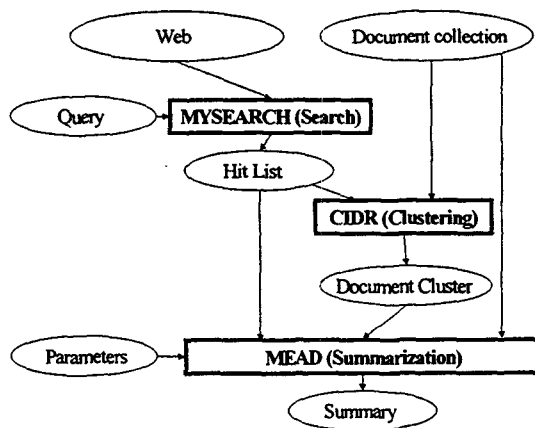 Web
Document collection
Query
MYSEARCH (Search)
Hit List
CIDR (Clustering)
Document Cluster
Parameters
MEAD (Summarization)
Summary